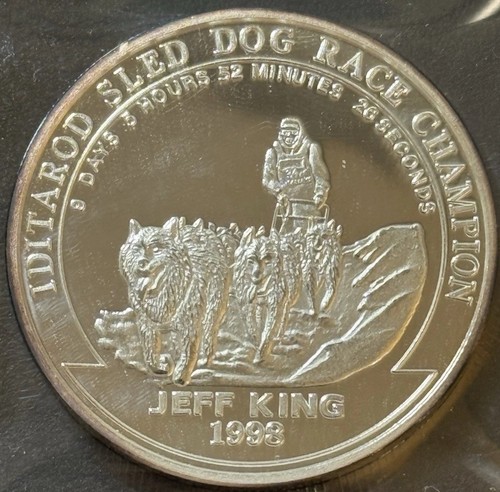 IDITAROD SLED DOG RACE CHAMPION
9 DAYS 5 HOURS 52 MINUTES 26 SECONDS
JEFF KING
1998